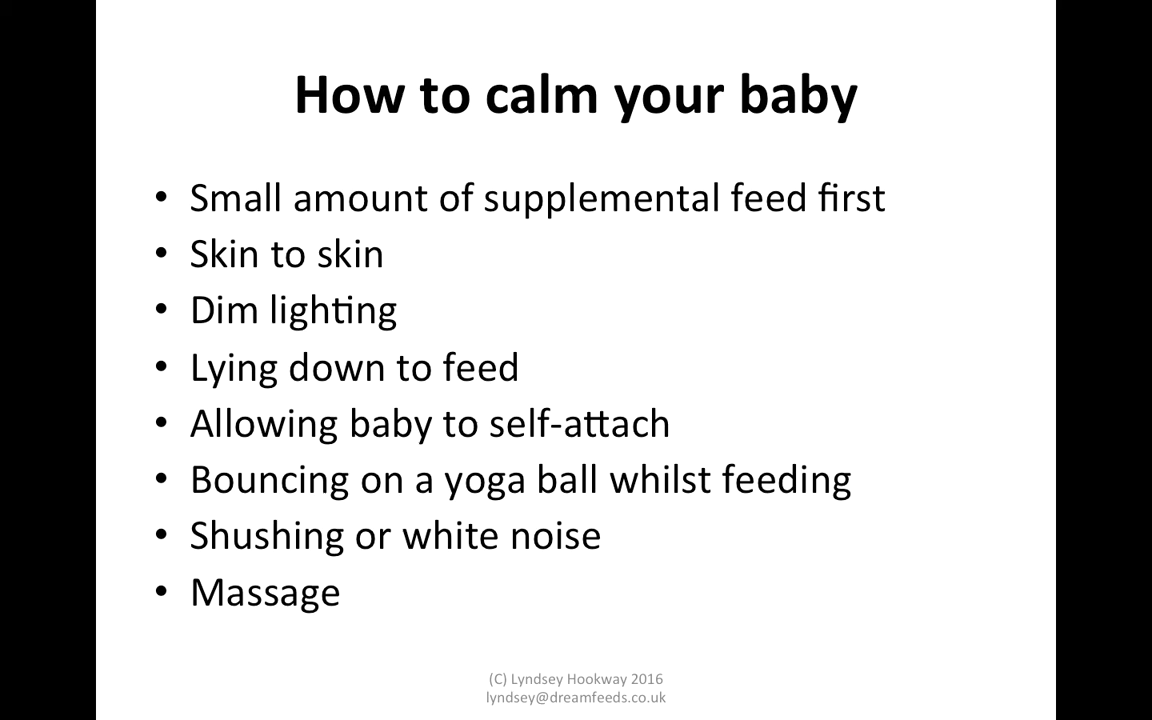 How to calm your baby
• Small amount of supplemental feed first
• Skin to skin
• Dim lighting
• Lying down to feed
• Allowing baby to self-attach
• Bouncing on a yoga ball whilst feeding
• Shushing or white noise
• Massage
(C) Lyndsey Hookway 2016
lyndsey@dreamfeeds.co.uk